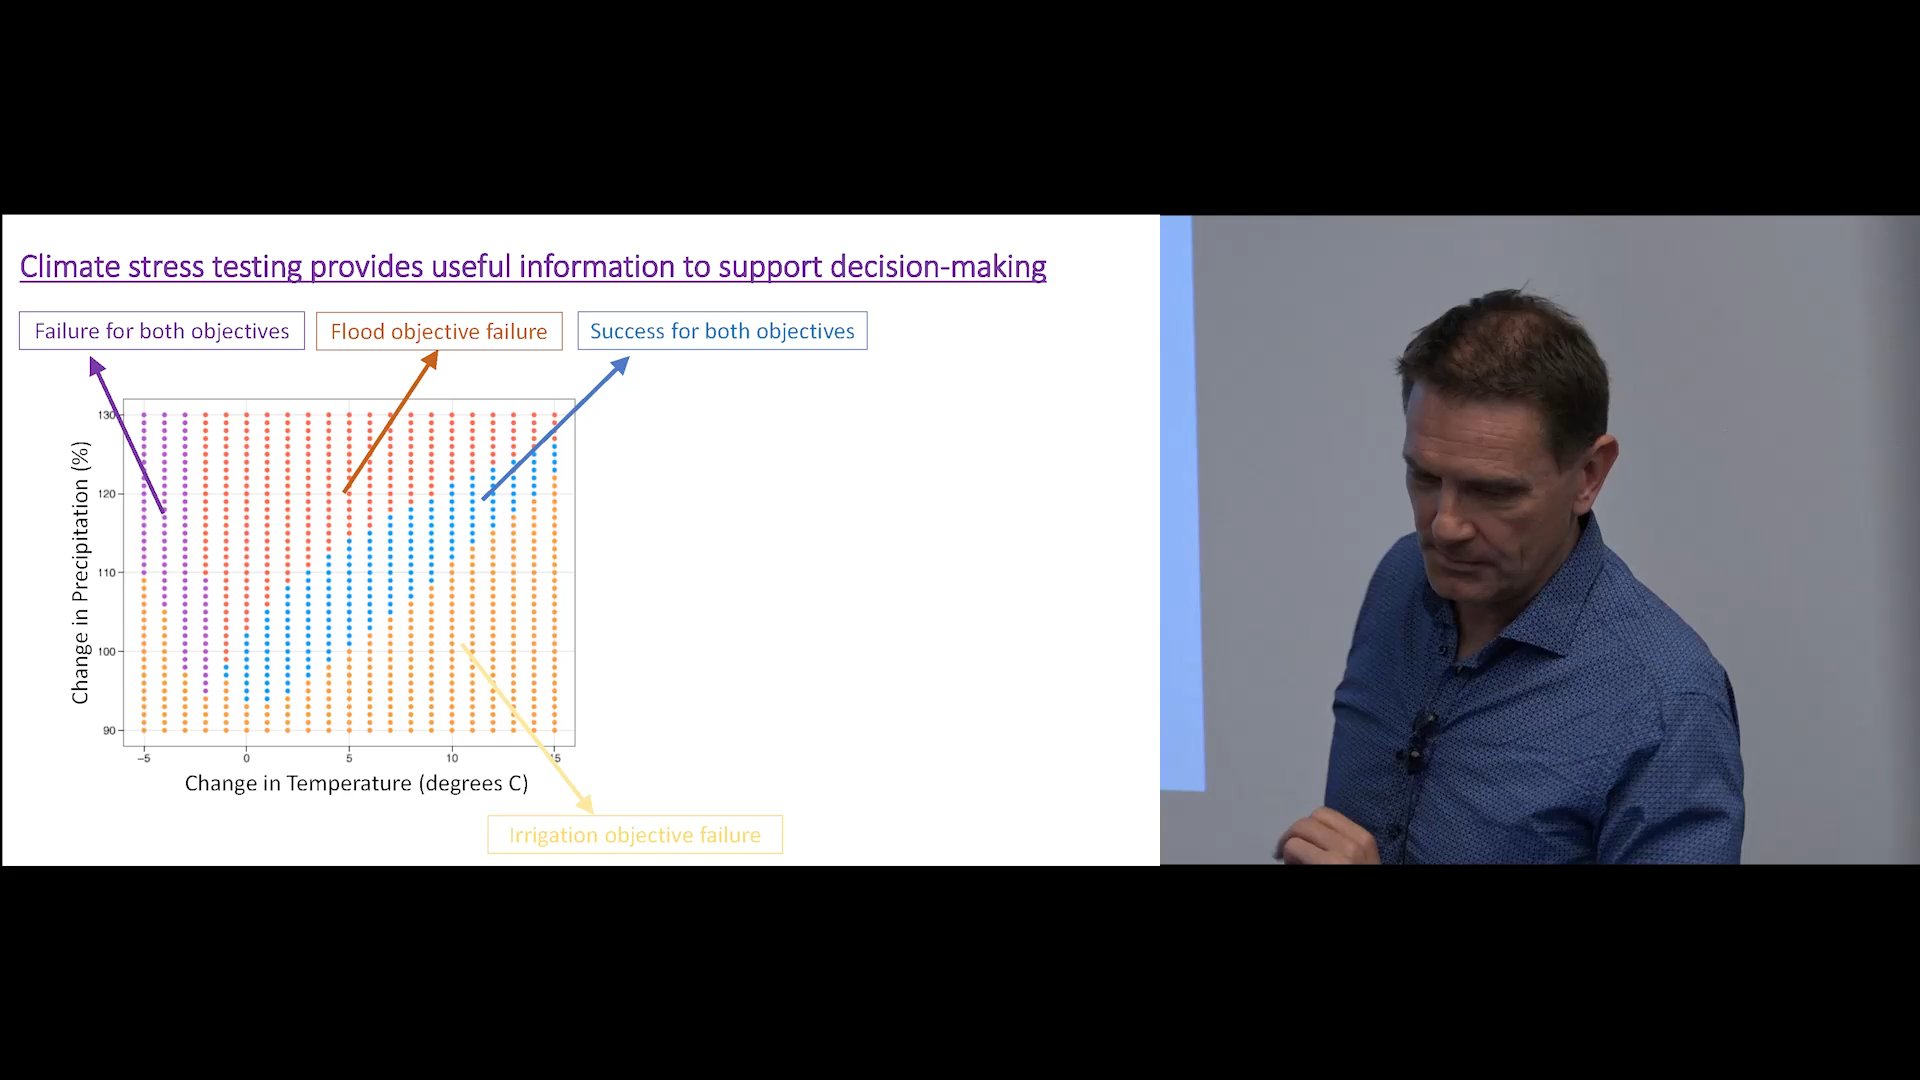 Climate stress testing provides useful information to support decision-making
Failure for both objectives
Flood objective failure
Success for both objectives
130
120
110
100
90
Change in Precipitation (%)
-5
0
5
10
15
Change in Temperature (degrees C)
Irrigation objective failure